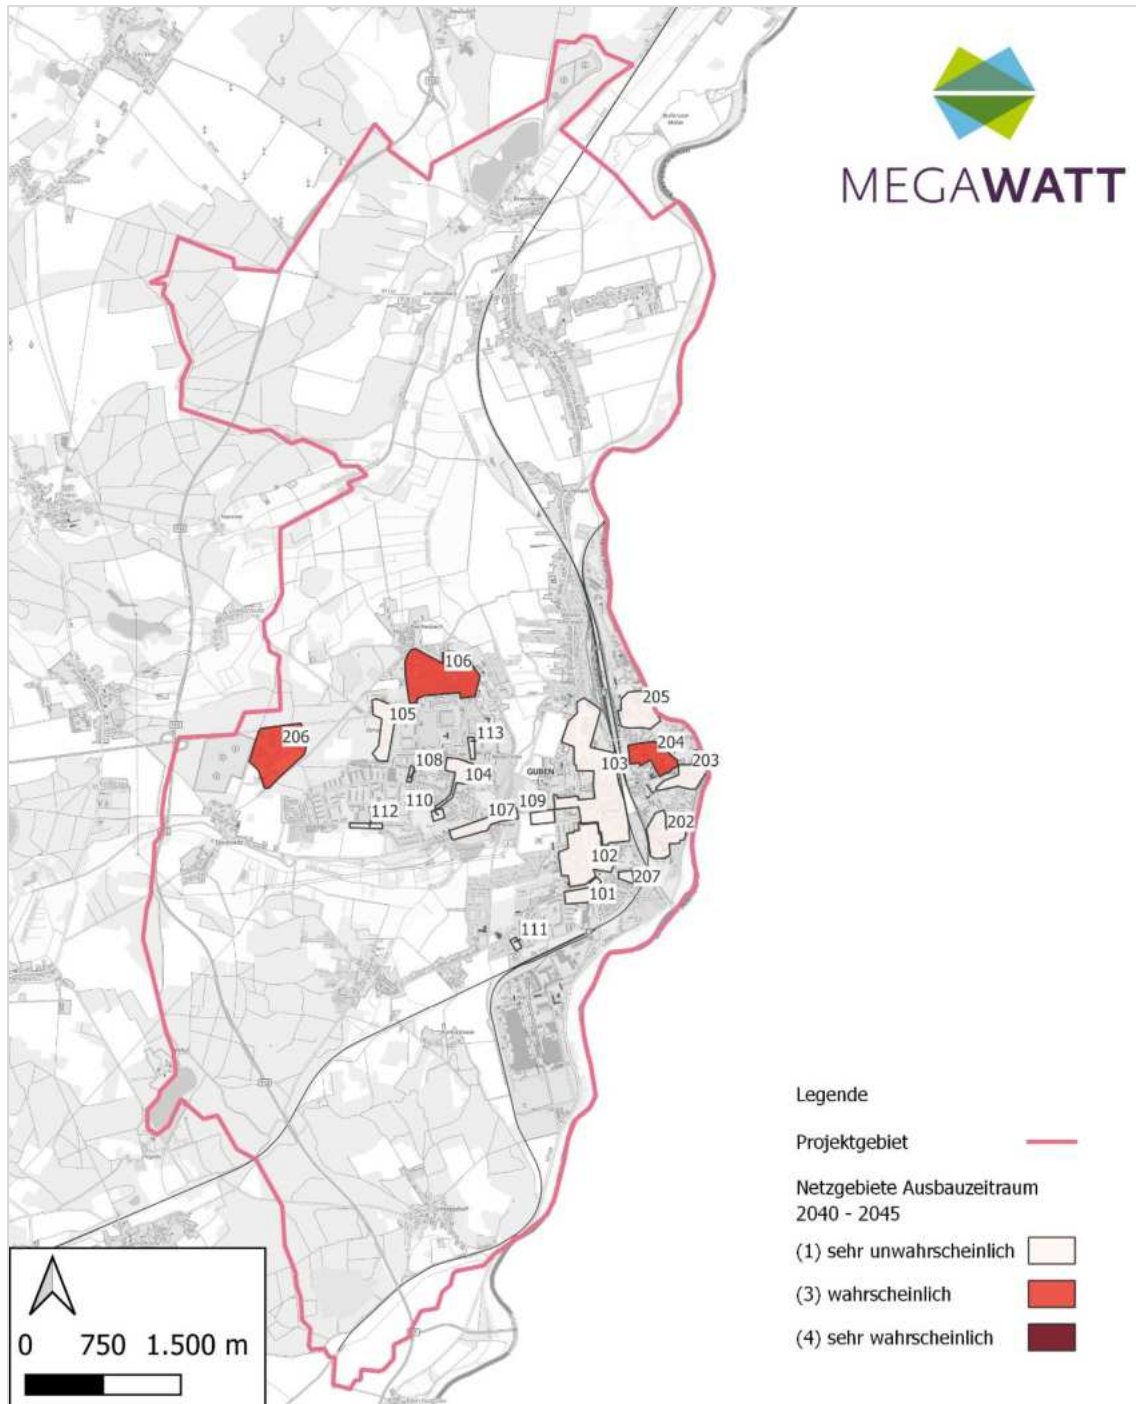 MEGAWATT
106
205
105
206
113
204
103
203
108
104
GUBEN
110
107
109
112
202
102
207
101
111
Legende
Projektgebiet
Netzgebiete Ausbauzeitraum
2040 - 2045
(1) sehr unwahrscheinlich
(3) wahrscheinlich
(4) sehr wahrscheinlich
0 750 1.500 m